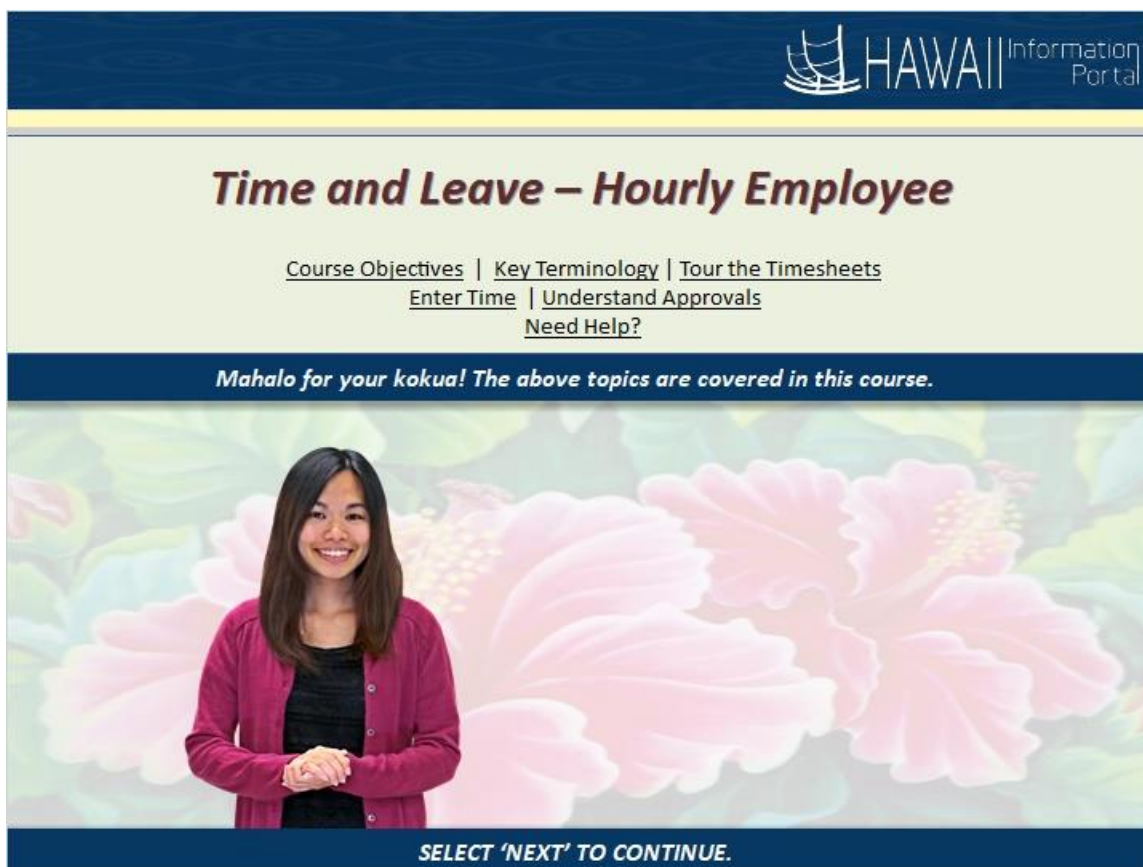 HAWAII Information
Portal
Time and Leave – Hourly Employee
Course Objectives | Key Terminology | Tour the Timesheets
Enter Time | Understand Approvals
Need Help?
Mahalo for your kokua! The above topics are covered in this course.
SELECT ‘NEXT’ TO CONTINUE.